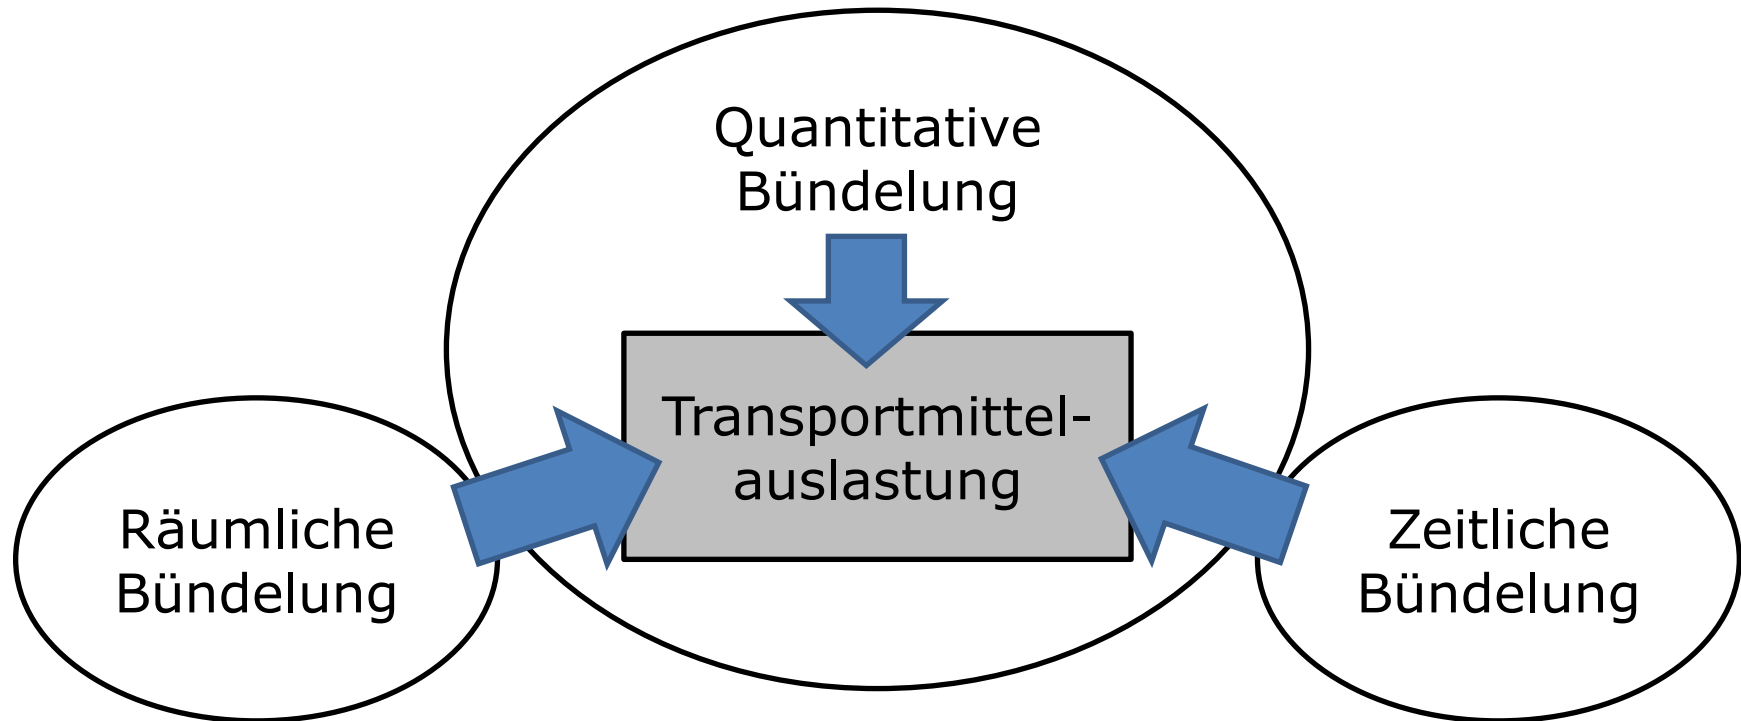 Quantitative
Bündelung
Transportmittel-
auslastung
Räumliche
Bündelung
Zeitliche
Bündelung